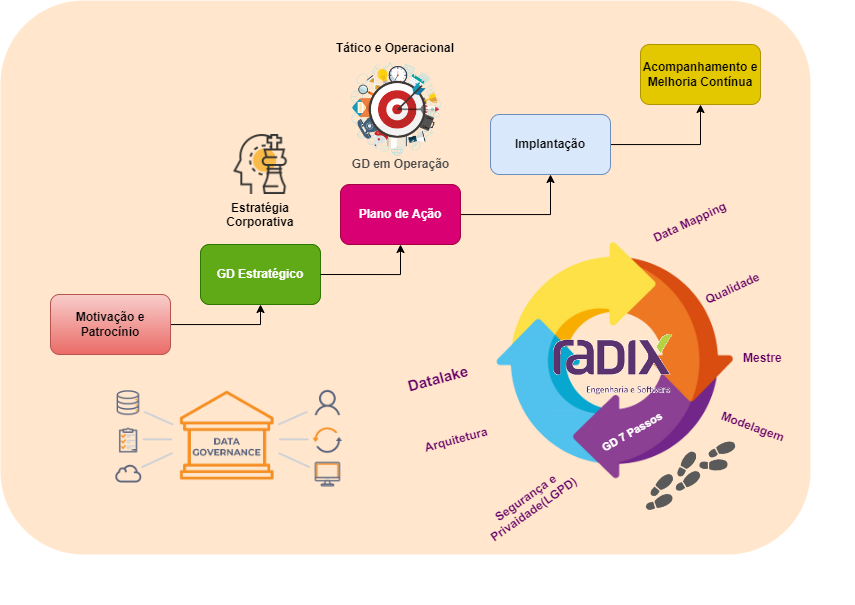 Tático e Operacional
Acompanhamento e
Melhoria Contínua
Implantação
GD em Operação
Estratégia
Corporativa
Plano de Ação
GD Estratégico
Motivação e
Patrocínio
Data Mapping
Qualidade
Mestre
Modelagem
Datalake
Arquitetura
Segurança e
Privaidade(LGPD)
radix
Engenharia e Software
GD 7 Passos
DATA
GOVERNANCE